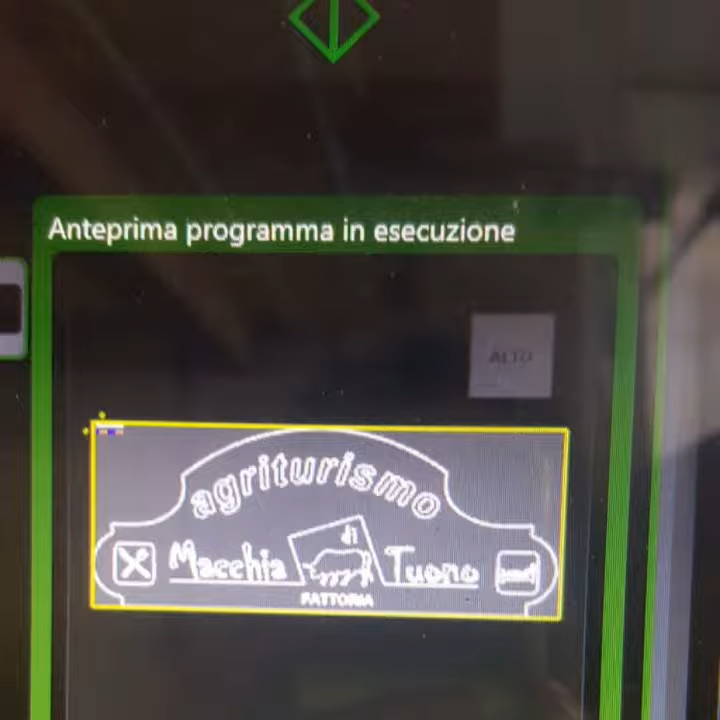 Anteprima programma in esecuzione
ALTO
agriturismo
di
Macchia Tuono
FATTORIA